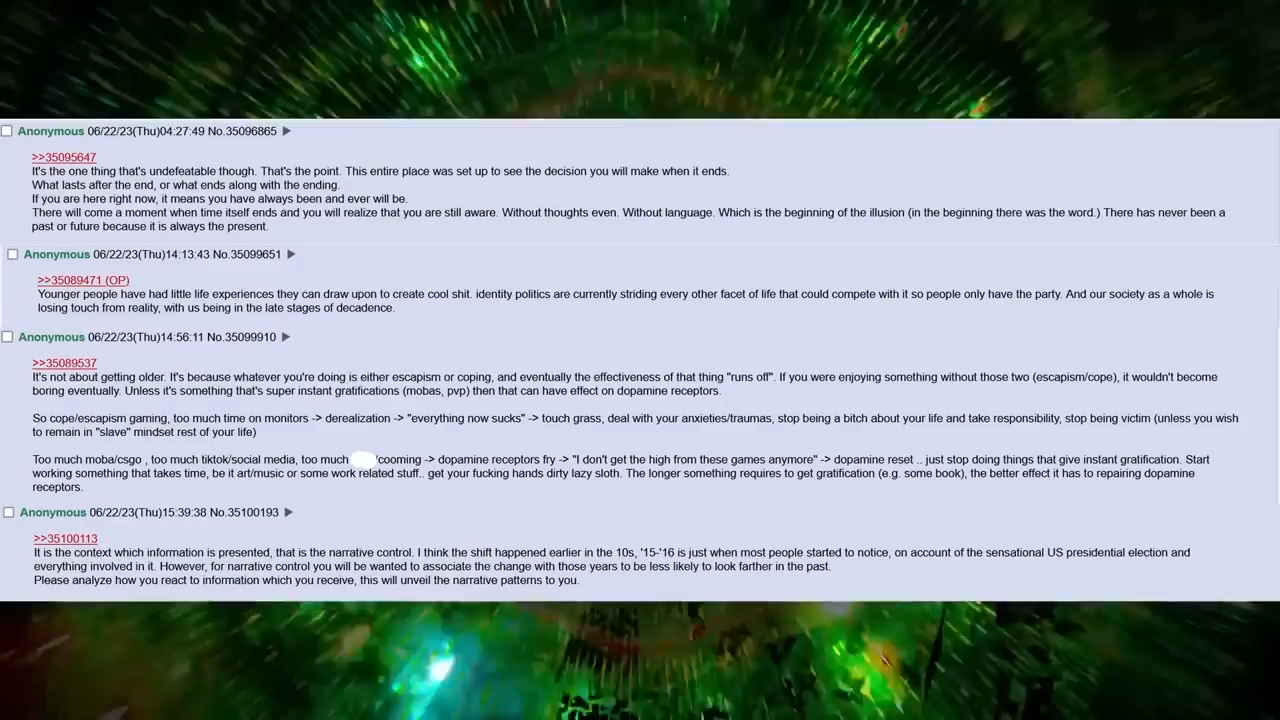 Anonymous 06/22/23(Thu)04:27:49 No.35096865
>>35095647
It's the one thing that's undefeatable though. That's the point. This entire place was set up to see the decision you will make when it ends.
What lasts after the end, or what ends along with the ending.
If you are here right now, it means you have always been and ever will be.
There will come a moment when time itself ends and you will realize that you are still aware. Without thoughts even. Without language. Which is the beginning of the illusion (in the beginning there was the word.) There has never been a
past or future because it is always the present.
Anonymous 06/22/23(Thu)14:13:43 No.35099651
>>35089471 (OP)
Younger people have had little life experiences they can draw upon to create cool shit. identity politics are currently striding every other facet of life that could compete with it so people only have the party. And our society as a whole is
losing touch from reality, with us being in the late stages of decadence.
Anonymous 06/22/23(Thu)14:56:11 No.35099910
>>35089537
It's not about getting older. It's because whatever you're doing is either escapism or coping, and eventually the effectiveness of that thing "runs off". If you were enjoying something without those two (escapism/cope), it wouldn't become
boring eventually. Unless it's something that's super instant gratifications (mobas, pvp) then that can have effect on dopamine receptors.
So cope/escapism gaming, too much time on monitors -> derealization -> "everything now sucks" -> touch grass, deal with your anxieties/traumas, stop being a bitch about your life and take responsibility, stop being victim (unless you wish
to remain in "slave" mindset rest of your life)
Too much moba/csgo , too much tiktok/social media, too much /cooming -> dopamine receptors fry -> "I don't get the high from these games anymore" -> dopamine reset .. just stop doing things that give instant gratification. Start
working something that takes time, be it art/music or some work related stuff.. get your fucking hands dirty lazy sloth. The longer something requires to get gratification (e.g. some book), the better effect it has to repairing dopamine
receptors.
Anonymous 06/22/23(Thu)15:39:38 No.35100193
>>35100113
It is the context which information is presented, that is the narrative control. I think the shift happened earlier in the 10s, '15-'16 is just when most people started to notice, on account of the sensational US presidential election and
everything involved in it. However, for narrative control you will be wanted to associate the change with those years to be less likely to look farther in the past.
Please analyze how you react to information which you receive, this will unveil the narrative patterns to you.